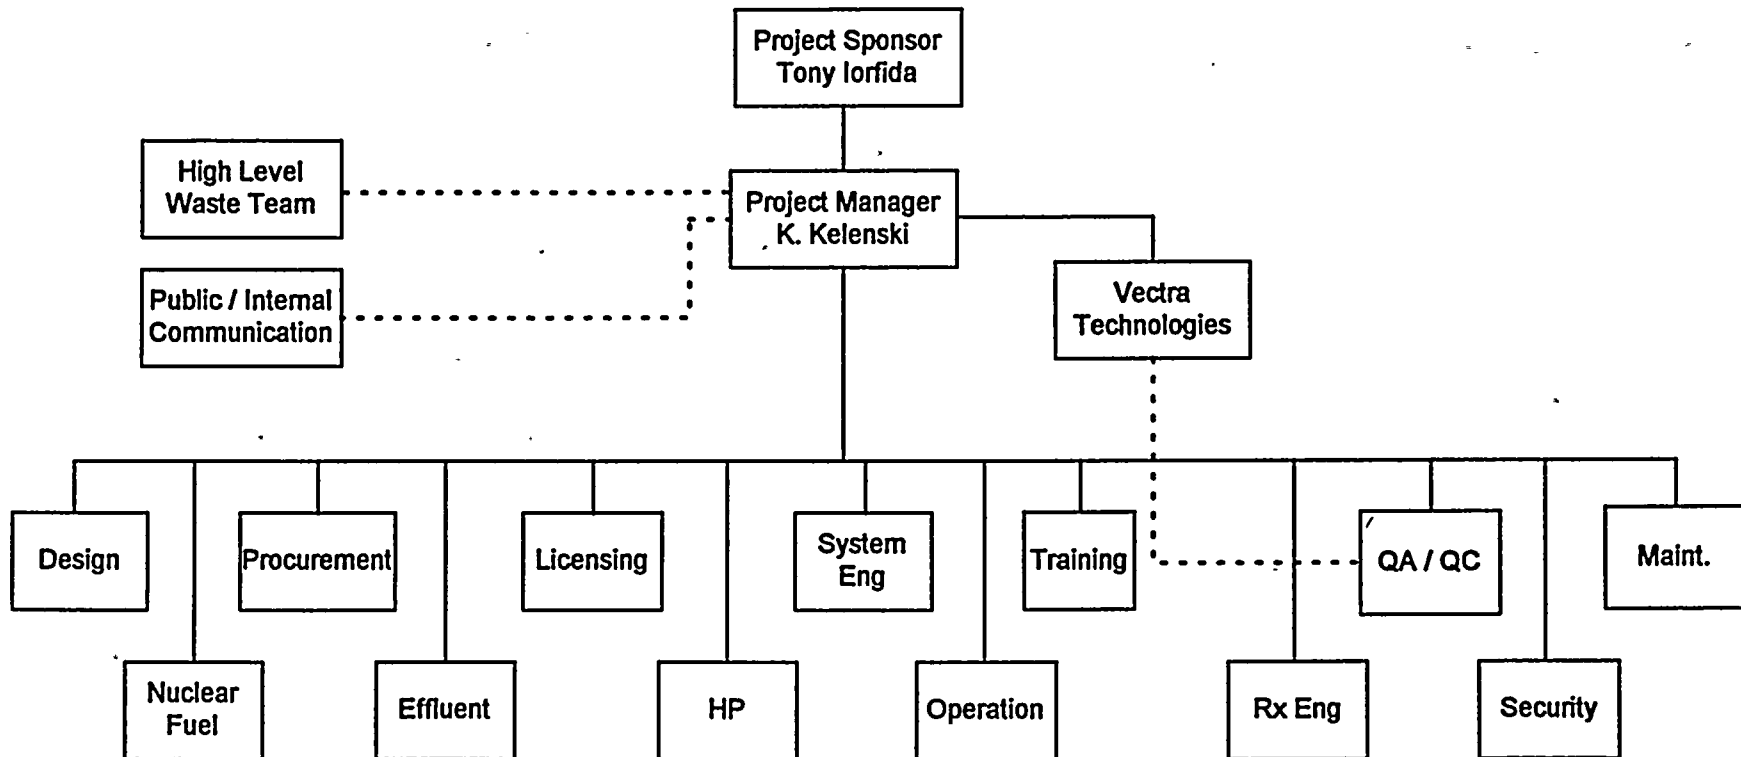 Project Sponsor
Tony Iorfida
High Level
Waste Team
Project Manager
K. Kelenski
Public / Internal
Communication
Vectra
Technologies
Design
Procurement
Licensing
System
Eng
Training
QA / QC
Maint.
Nuclear
Fuel
Effluent
HP
Operation
Rx Eng
Security